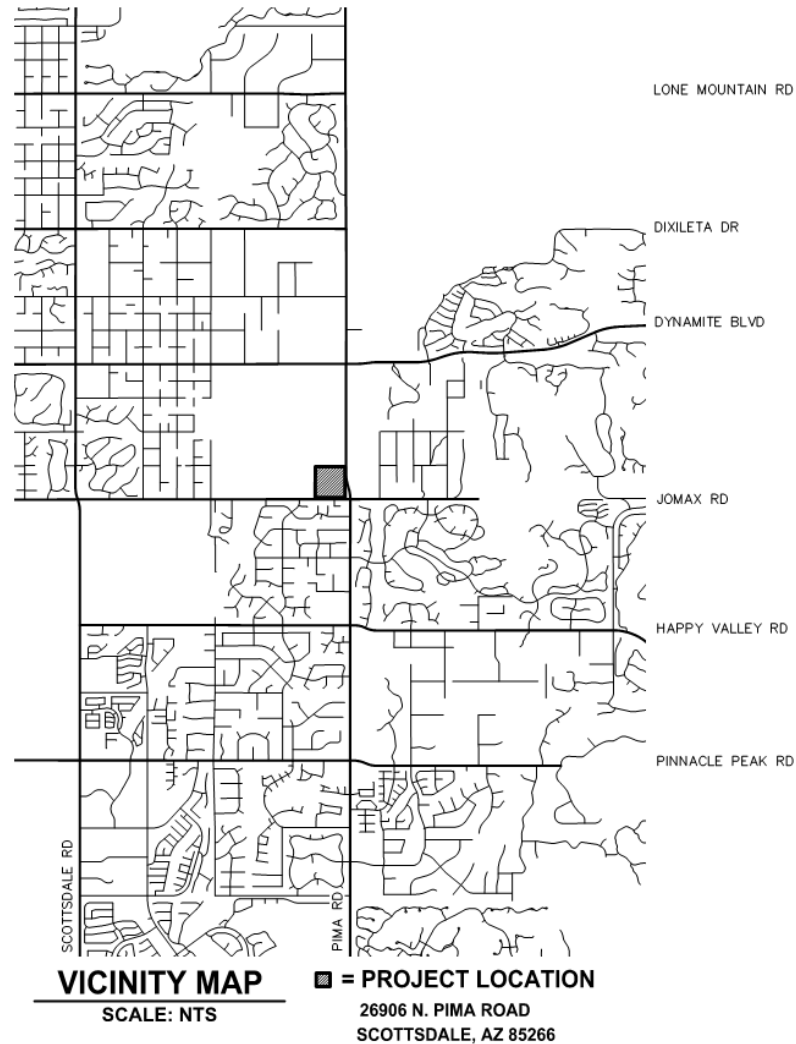 LONE MOUNTAIN RD
DIXILETA DR
DYNAMITE BLVD
JOMAX RD
HAPPY VALLEY RD
PINNACLE PEAK RD
SCOTTSDALE RD
PIMA RD
VICINITY MAP
SCALE: NTS
= PROJECT LOCATION
26906 N. PIMA ROAD
SCOTTSDALE, AZ 85266